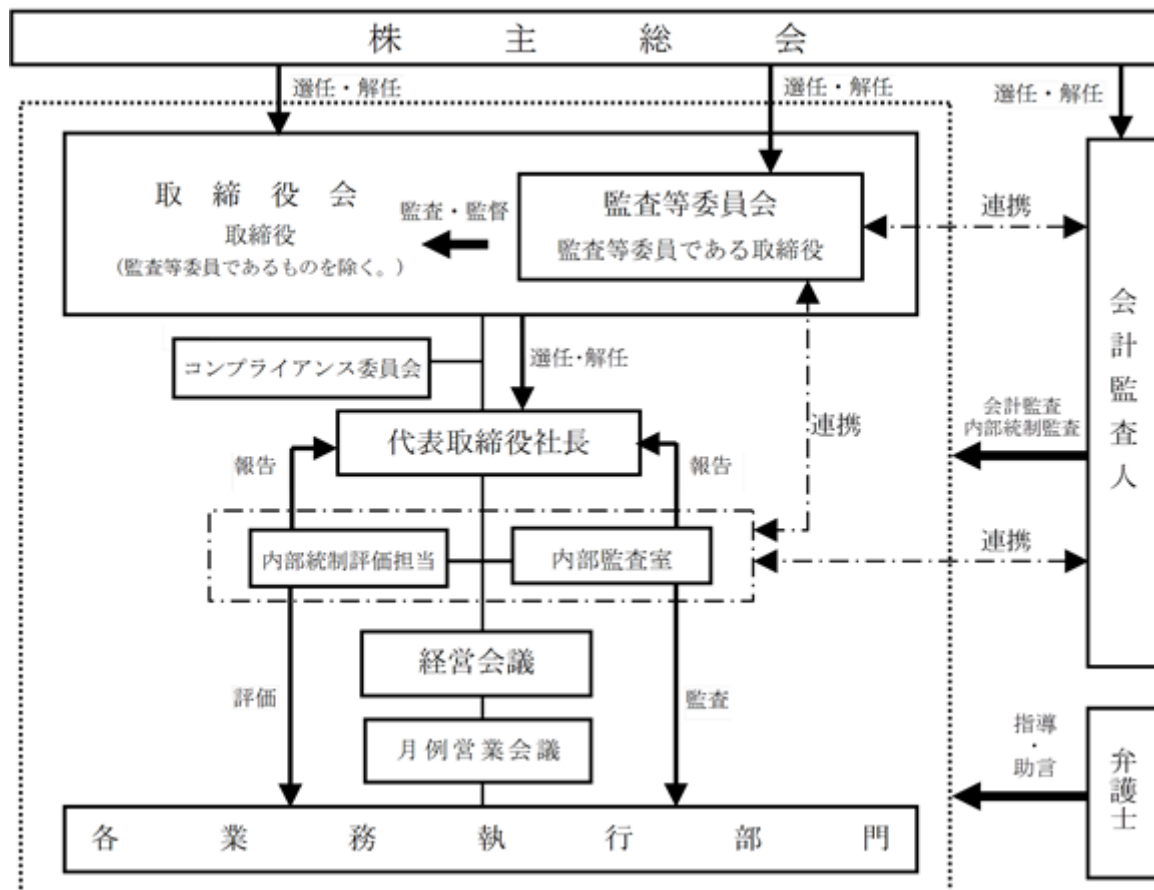 株主総会
選任・解任
選任・解任
選任・解任
取締役会
取締役
(監査等委員であるものを除く。)
監査・監督
監査等委員会
監査等委員である取締役
連携
会計監査人
コンプライアンス委員会
選任・解任
代表取締役社長
報告
報告
連携
会計監査
内部統制監査
内部統制評価担当
内部監査室
連携
経営会議
評価
監査
月例営業会議
指導
・
助言
弁護士
各業務執行部門